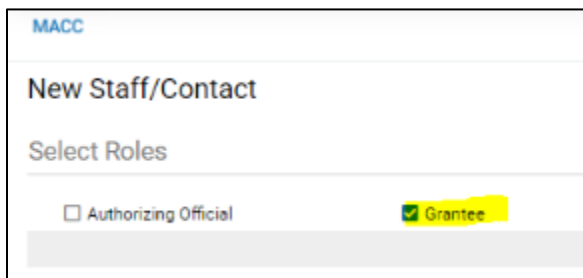 MACC
New Staff/Contact
Select Roles
Authorizing Official Grantee